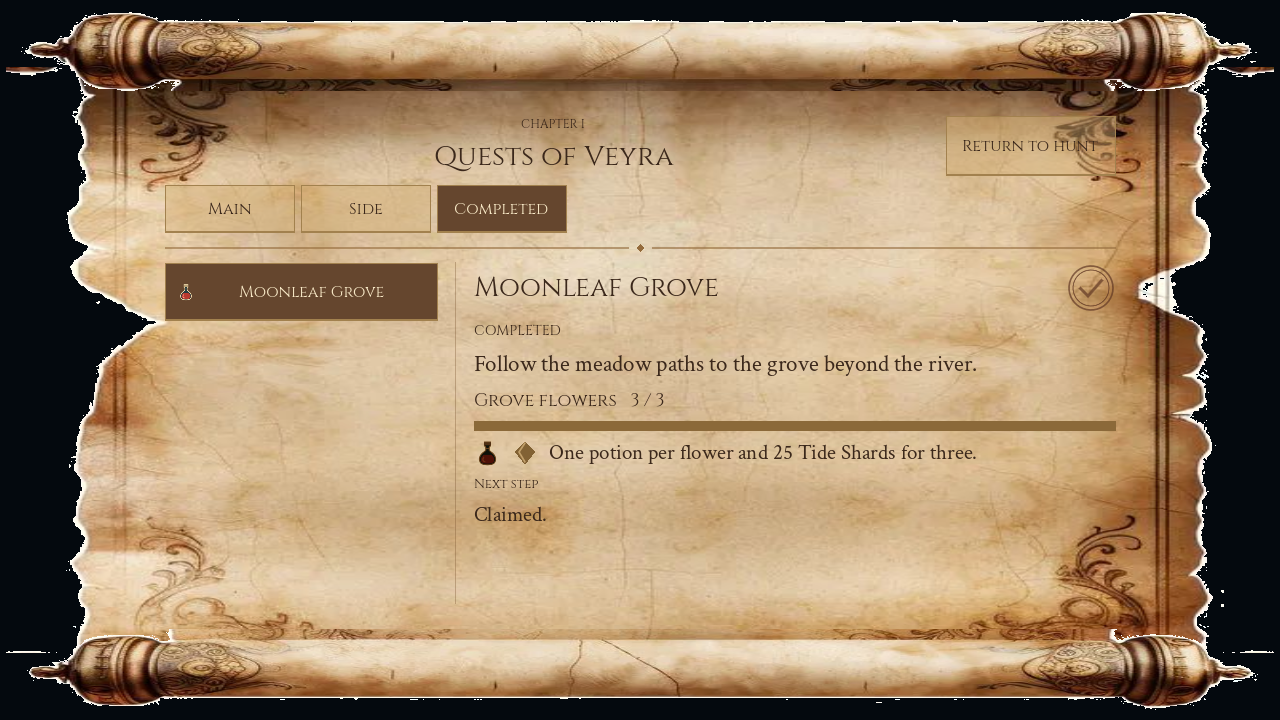 Chapter I
Quests of Veyra
Return to Hunt
Main
Side
Completed
Moonleaf Grove
Moonleaf Grove
Completed
Follow the meadow paths to the grove beyond the river.
Grove flowers 3 / 3
One potion per flower and 25 Tide Shards for three.
Next step
Claimed.